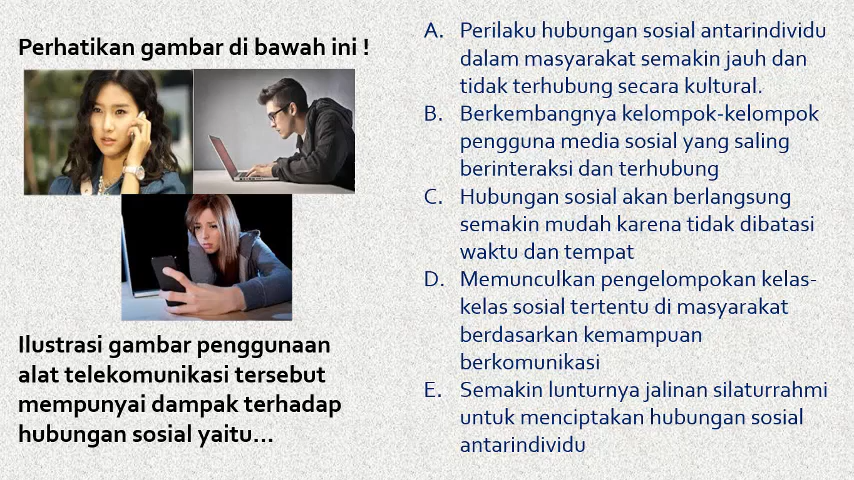 Perhatikan gambar di bawah ini !
Ilustrasi gambar penggunaan
alat telekomunikasi tersebut
mempunyai dampak terhadap
hubungan sosial yaitu...
A. Perilaku hubungan sosial antarindividu
dalam masyarakat semakin jauh dan
tidak terhubung secara kultural.
B. Berkembangnya kelompok-kelompok
pengguna media sosial yang saling
berinteraksi dan terhubung
C. Hubungan sosial akan berlangsung
semakin mudah karena tidak dibatasi
waktu dan tempat
D. Memunculkan pengelompokan kelas-
kelas sosial tertentu di masyarakat
berdasarkan kemampuan
berkomunikasi
E. Semakin lunturnya jalinan silaturrahmi
untuk menciptakan hubungan sosial
antarindividu